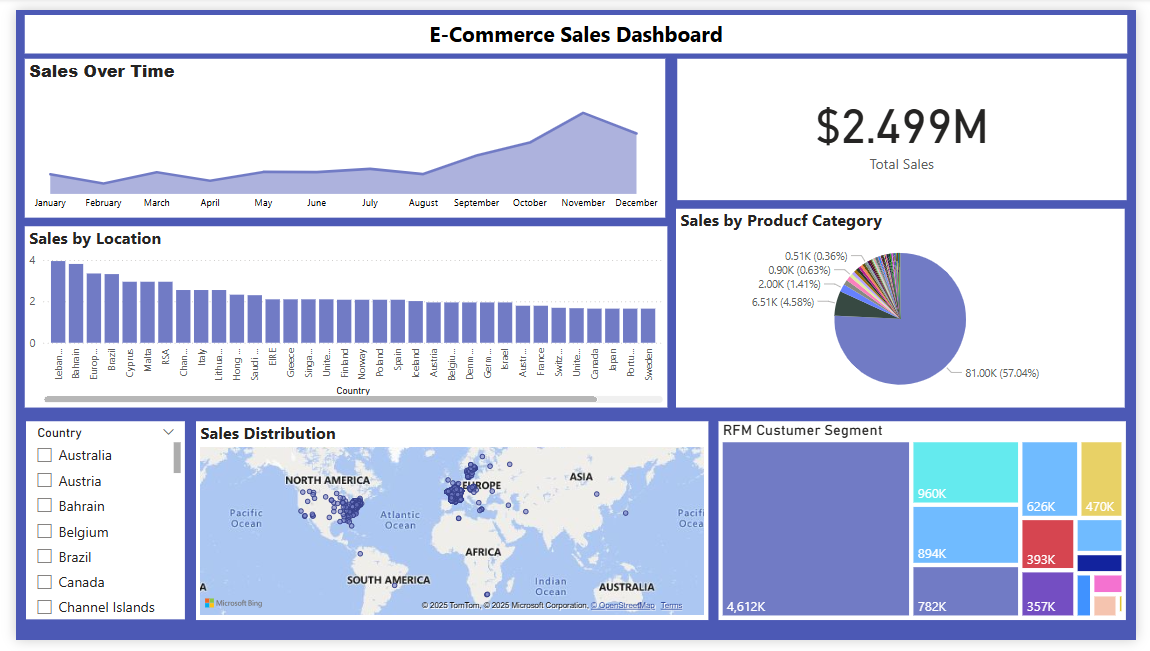 E-Commerce Sales Dashboard
Sales Over Time
January February March April May June July August September October November December
$2.499M
Total Sales
Sales by Location
4
2
0
Leban... Bahrain Europ... Brazil Cyprus Malta RSA Chan... Italy Lithua... Hong ... Saudi ... EIRE Greece Singa... Unite... Finland Norway Poland Spain Iceland Austria Belgiu... Denm... Germ... Israel Austr... France Switz... Unite... Canada Japan Portu... Sweden
Country
Sales by Producf Category
0.51K (0.36%)
0.90K (0.63%)
2.00K (1.41%)
6.51K (4.58%)
81.00K (57.04%)
Country
Australia
Austria
Bahrain
Belgium
Brazil
Canada
Channel Islands
Sales Distribution
NORTH AMERICA
EUROPE
ASIA
Pacific
Ocean
Atlantic
Ocean
Pacifi
Ocea
AFRICA
SOUTH AMERICA
Indian
Ocean
AUSTRALIA
A
Microsoft Bing
© 2025 TomTom, © 2025 Microsoft Corporation, © OpenStreetMap Terms
RFM Custumer Segment
4,612K
960K
894K
782K
626K
470K
393K
357K